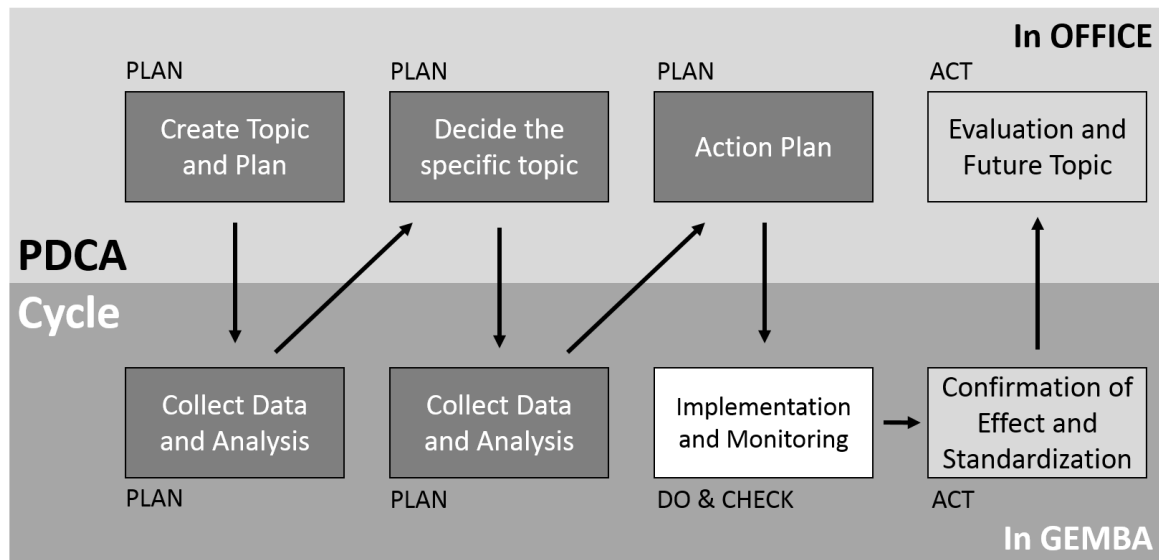 In OFFICE
PLAN
PLAN
PLAN
ACT
Create Topic
and Plan
Decide the
specific topic
Action Plan
Evaluation and
Future Topic
PDCA
Cycle
Collect Data
and Analysis
Collect Data
and Analysis
Implementation
and Monitoring
Confirmation of
Effect and
Standardization
PLAN
PLAN
DO & CHECK
ACT
In GEMBA